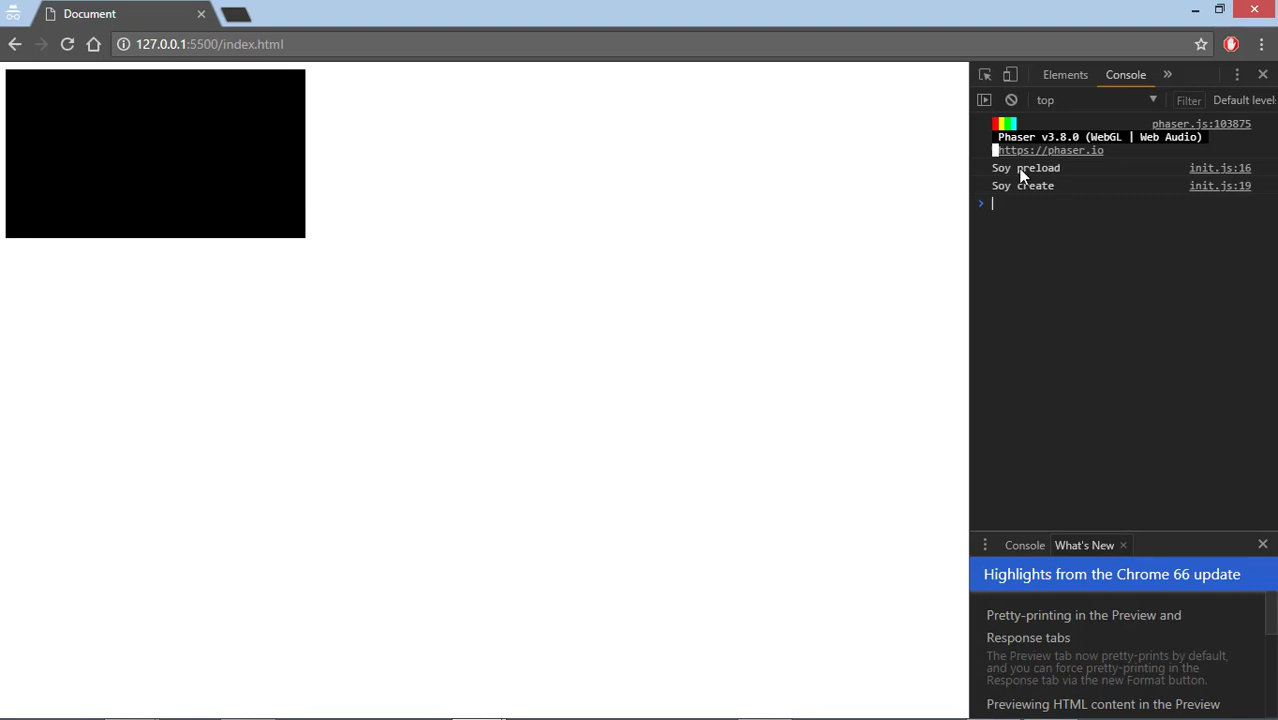 Document
127.0.0.1:5500/index.html
Elements Console »
top Filter Default level
phaser.js:103875
Phaser v3.8.0 (WebGL | Web Audio)
https://phaser.io
Soy preload init.js:16
Soy create init.js:19
Console What's New
Highlights from the Chrome 66 update
Pretty-printing in the Preview and
Response tabs
The Preview tab now pretty-prints by default,
and you can force pretty-printing in the
Response tab via the new Format button.
Previewing HTML content in the Preview